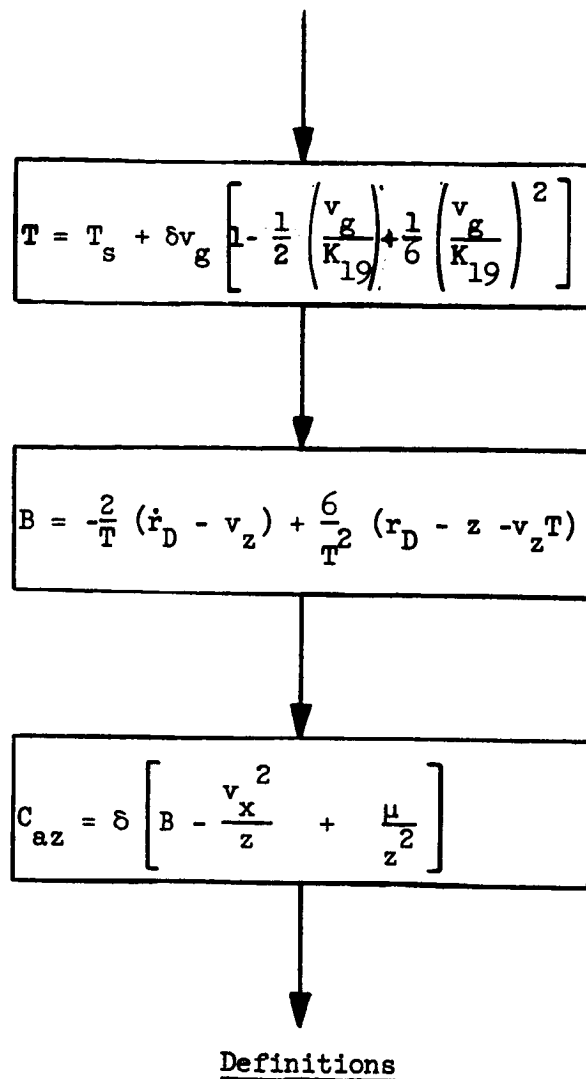 T = T_s + δv_g [1 - 1/2 (v_g/K_19) + 1/6 (v_g/K_19)^2]
B = -2/T (ṙ_D - v_z) + 6/T^2 (r_D - z - v_z T)
C_az = δ [B - v_x^2/z + μ/z^2]
Definitions